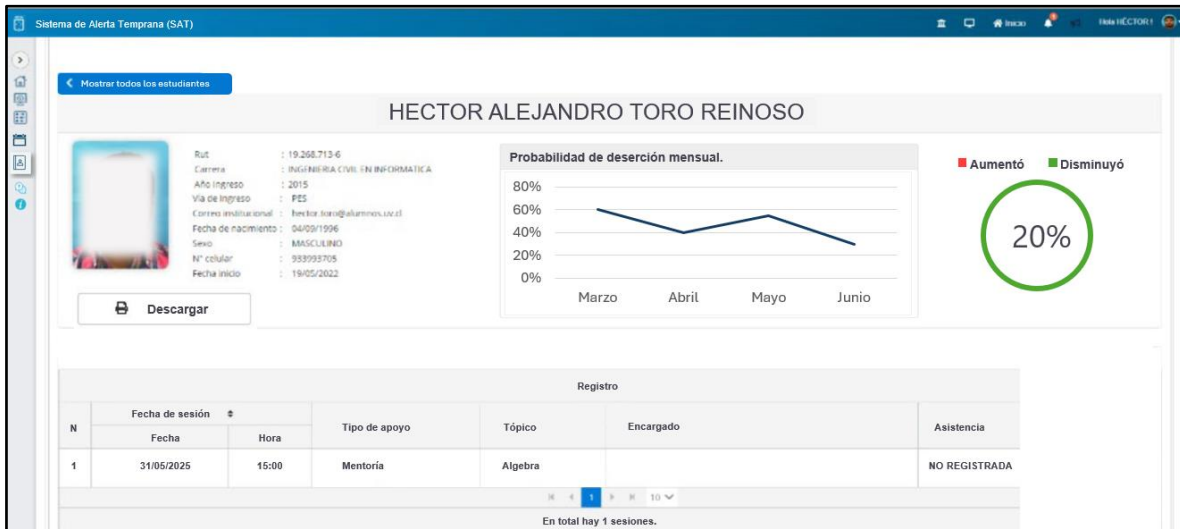 Sistema de Alerta Temprana (SAT)
Inicio
Hola HÉCTOR !
Mostrar todos los estudiantes
HECTOR ALEJANDRO TORO REINOSO
Rut : 19.268.713-6
Carrera : INGENIERIA CIVIL EN INFORMATICA
Año ingreso : 2015
Vía de Ingreso : PES
Correo institucional : hector.toro@alumnos.uv.cl
Fecha de nacimiento : 04/09/1996
Sexo : MASCULINO
N° celular : 933993705
Fecha inicio : 19/05/2022
Descargar
Probabilidad de deserción mensual.
80%
60%
40%
20%
0%
Marzo Abril Mayo Junio
Aumentó Disminuyó
20%
Registro
N Fecha de sesión Tipo de apoyo Tópico Encargado Asistencia
Fecha Hora
1 31/05/2025 15:00 Mentoría Algebra NO REGISTRADA
1 10
En total hay 1 sesiones.